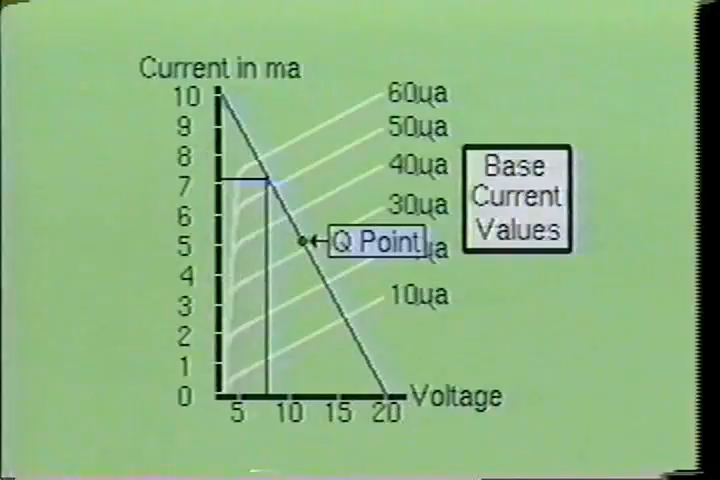 Current in ma
10
9
8
7
6
5
4
3
2
1
0
5 10 15 20
Voltage
60μa
50μa
40μa
30μa
μa
10μa
Q Point
Base
Current
Values